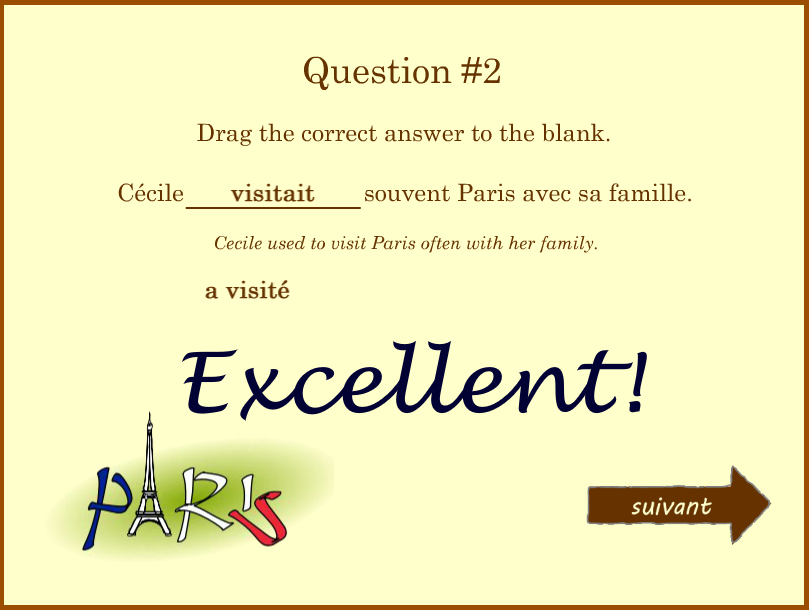 Question #2
Drag the correct answer to the blank.
Cécile visitait souvent Paris avec sa famille.
Cecile used to visit Paris often with her family.
a visité
Excellent!
PARIS
suivant